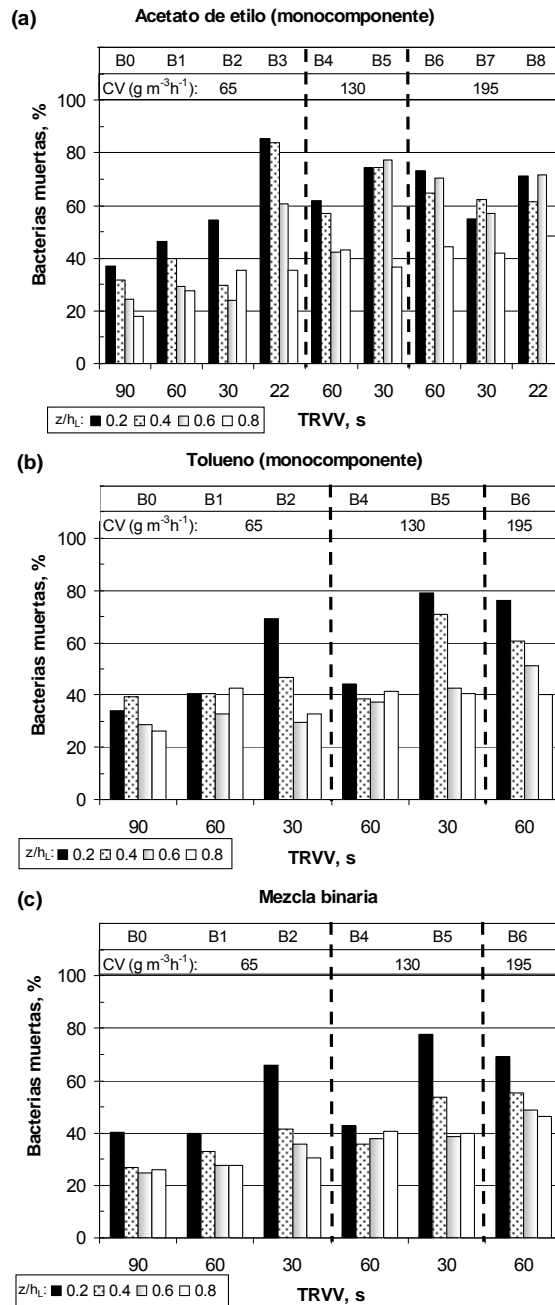 (a)
Acetato de etilo (monocomponente)
B0 B1 B2 B3 B4 B5 B6 B7 B8
CV (g m⁻³h⁻¹): 65 130 195
100
80
60
40
20
0
Bacterias muertas, %
90 60 30 22 60 30 60 30 22
z/hL: 0.2 0.4 0.6 0.8
TRVV, s
(b)
Tolueno (monocomponente)
B0 B1 B2 B4 B5 B6
CV (g m⁻³h⁻¹): 65 130 195
100
80
60
40
20
0
Bacterias muertas, %
90 60 30 60 30 60
z/hL: 0.2 0.4 0.6 0.8
TRVV, s
(c)
Mezcla binaria
B0 B1 B2 B4 B5 B6
CV (g m⁻³h⁻¹): 65 130 195
100
80
60
40
20
0
Bacterias muertas, %
90 60 30 60 30 60
z/hL: 0.2 0.4 0.6 0.8
TRVV, s